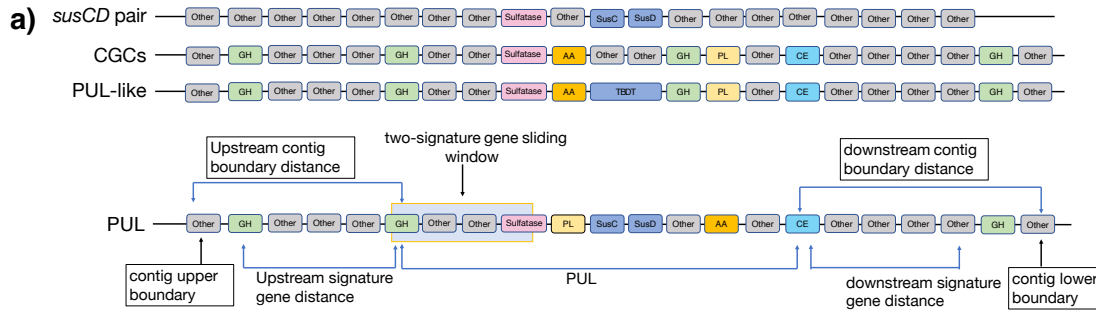 a)
susCD pair Other Other Other Other Other Other Other Sulfatase Other SusC SusD Other Other Other Other Other Other Other Other
CGCs Other GH Other Other Other GH Other Other Sulfatase AA Other Other GH PL Other CE Other Other Other Other GH Other
PUL-like Other GH Other Other Other GH Other Other Sulfatase AA TBDT GH PL Other CE Other Other Other Other GH Other
two-signature gene sliding
window
Upstream contig
boundary distance
downstream contig
boundary distance
PUL Other GH Other Other Other GH Other Other Sulfatase PL SusC SusD Other AA Other CE Other Other Other Other GH Other
contig upper
boundary
Upstream signature
gene distance
PUL
downstream signature
gene distance
contig lower
boundary